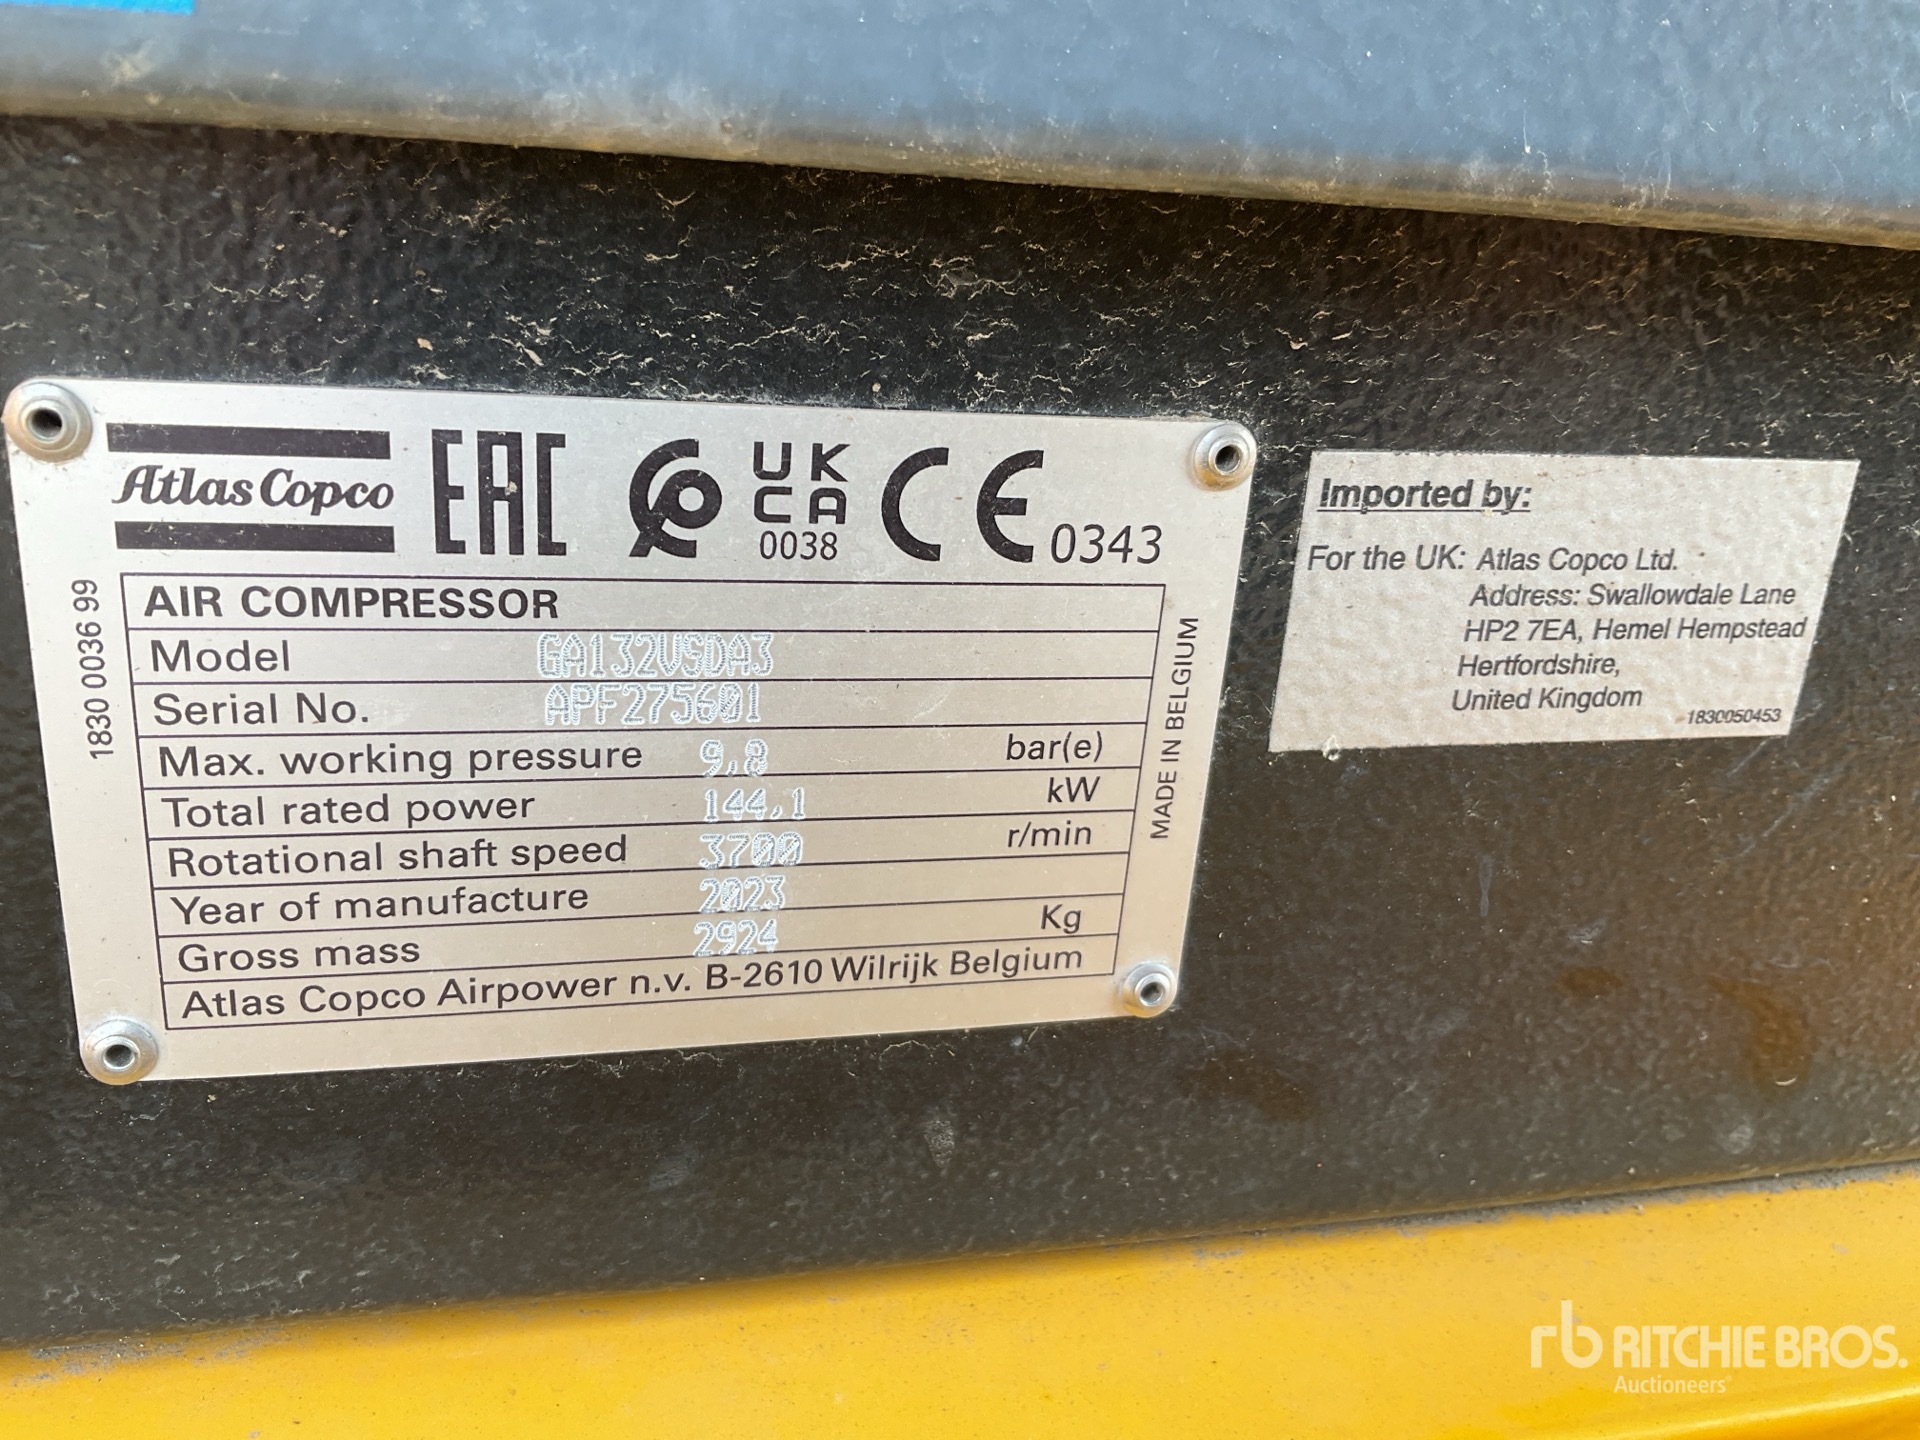 Atlas Copco
EAC
UK
CA
0038
CE 0343
1830 0036 99
AIR COMPRESSOR
Model GA132VSDA3
Serial No. APF275601
Max. working pressure 9,8 bar(e)
Total rated power 144,1 kW
Rotational shaft speed 3700 r/min
Year of manufacture 2023
Gross mass 2924 Kg
Atlas Copco Airpower n.v. B-2610 Wilrijk Belgium
MADE IN BELGIUM
Imported by:
For the UK: Atlas Copco Ltd.
Address: Swallowdale Lane
HP2 7EA, Hemel Hempstead
Hertfordshire,
United Kingdom
1830050453
rb RITCHIE BROS.
Auctioneers